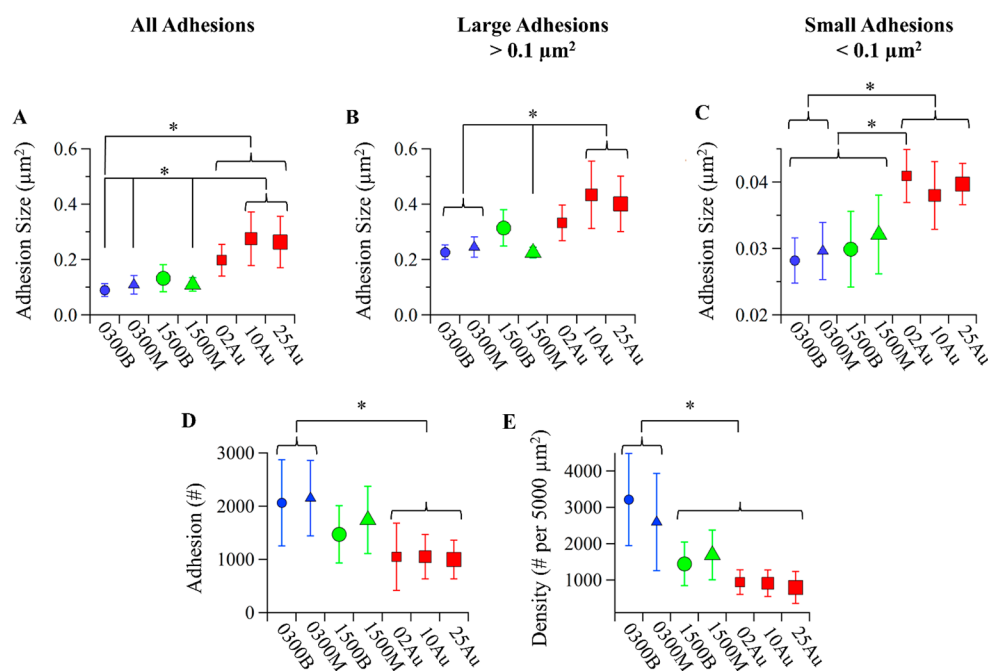 All Adhesions
Large Adhesions
> 0.1 µm²
Small Adhesions
< 0.1 µm²
A
*
*
Adhesion Size (µm²)
0.6
0.4
0.2
0.0
0300B
0300M
1500B
1500M
02Au
10Au
25Au
B
*
Adhesion Size (µm²)
0.6
0.4
0.2
0.0
0300B
0300M
1500B
1500M
02Au
10Au
25Au
C
*
*
Adhesion Size (µm²)
0.04
0.03
0.02
0300B
0300M
1500B
1500M
02Au
10Au
25Au
D
*
Adhesion (#)
3000
2000
1000
0
0300B
0300M
1500B
1500M
02Au
10Au
25Au
E
*
Density (# per 5000 µm²)
4000
3000
2000
1000
0300B
0300M
1500B
1500M
02Au
10Au
25Au